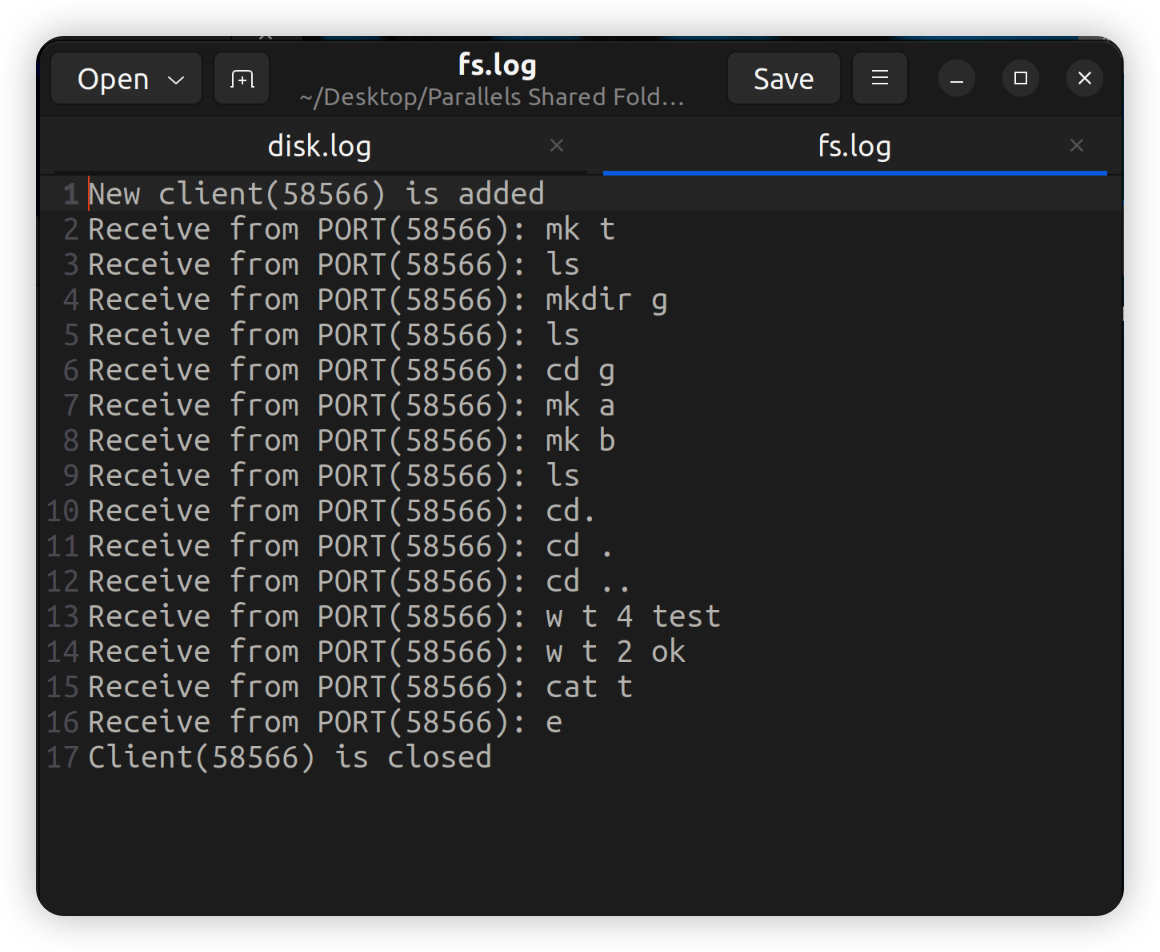 Open
fs.log
~/Desktop/Parallels Shared Fold…
Save
disk.log
fs.log
1 New client(58566) is added
2 Receive from PORT(58566): mk t
3 Receive from PORT(58566): ls
4 Receive from PORT(58566): mkdir g
5 Receive from PORT(58566): ls
6 Receive from PORT(58566): cd g
7 Receive from PORT(58566): mk a
8 Receive from PORT(58566): mk b
9 Receive from PORT(58566): ls
10 Receive from PORT(58566): cd.
11 Receive from PORT(58566): cd .
12 Receive from PORT(58566): cd ..
13 Receive from PORT(58566): w t 4 test
14 Receive from PORT(58566): w t 2 ok
15 Receive from PORT(58566): cat t
16 Receive from PORT(58566): e
17 Client(58566) is closed